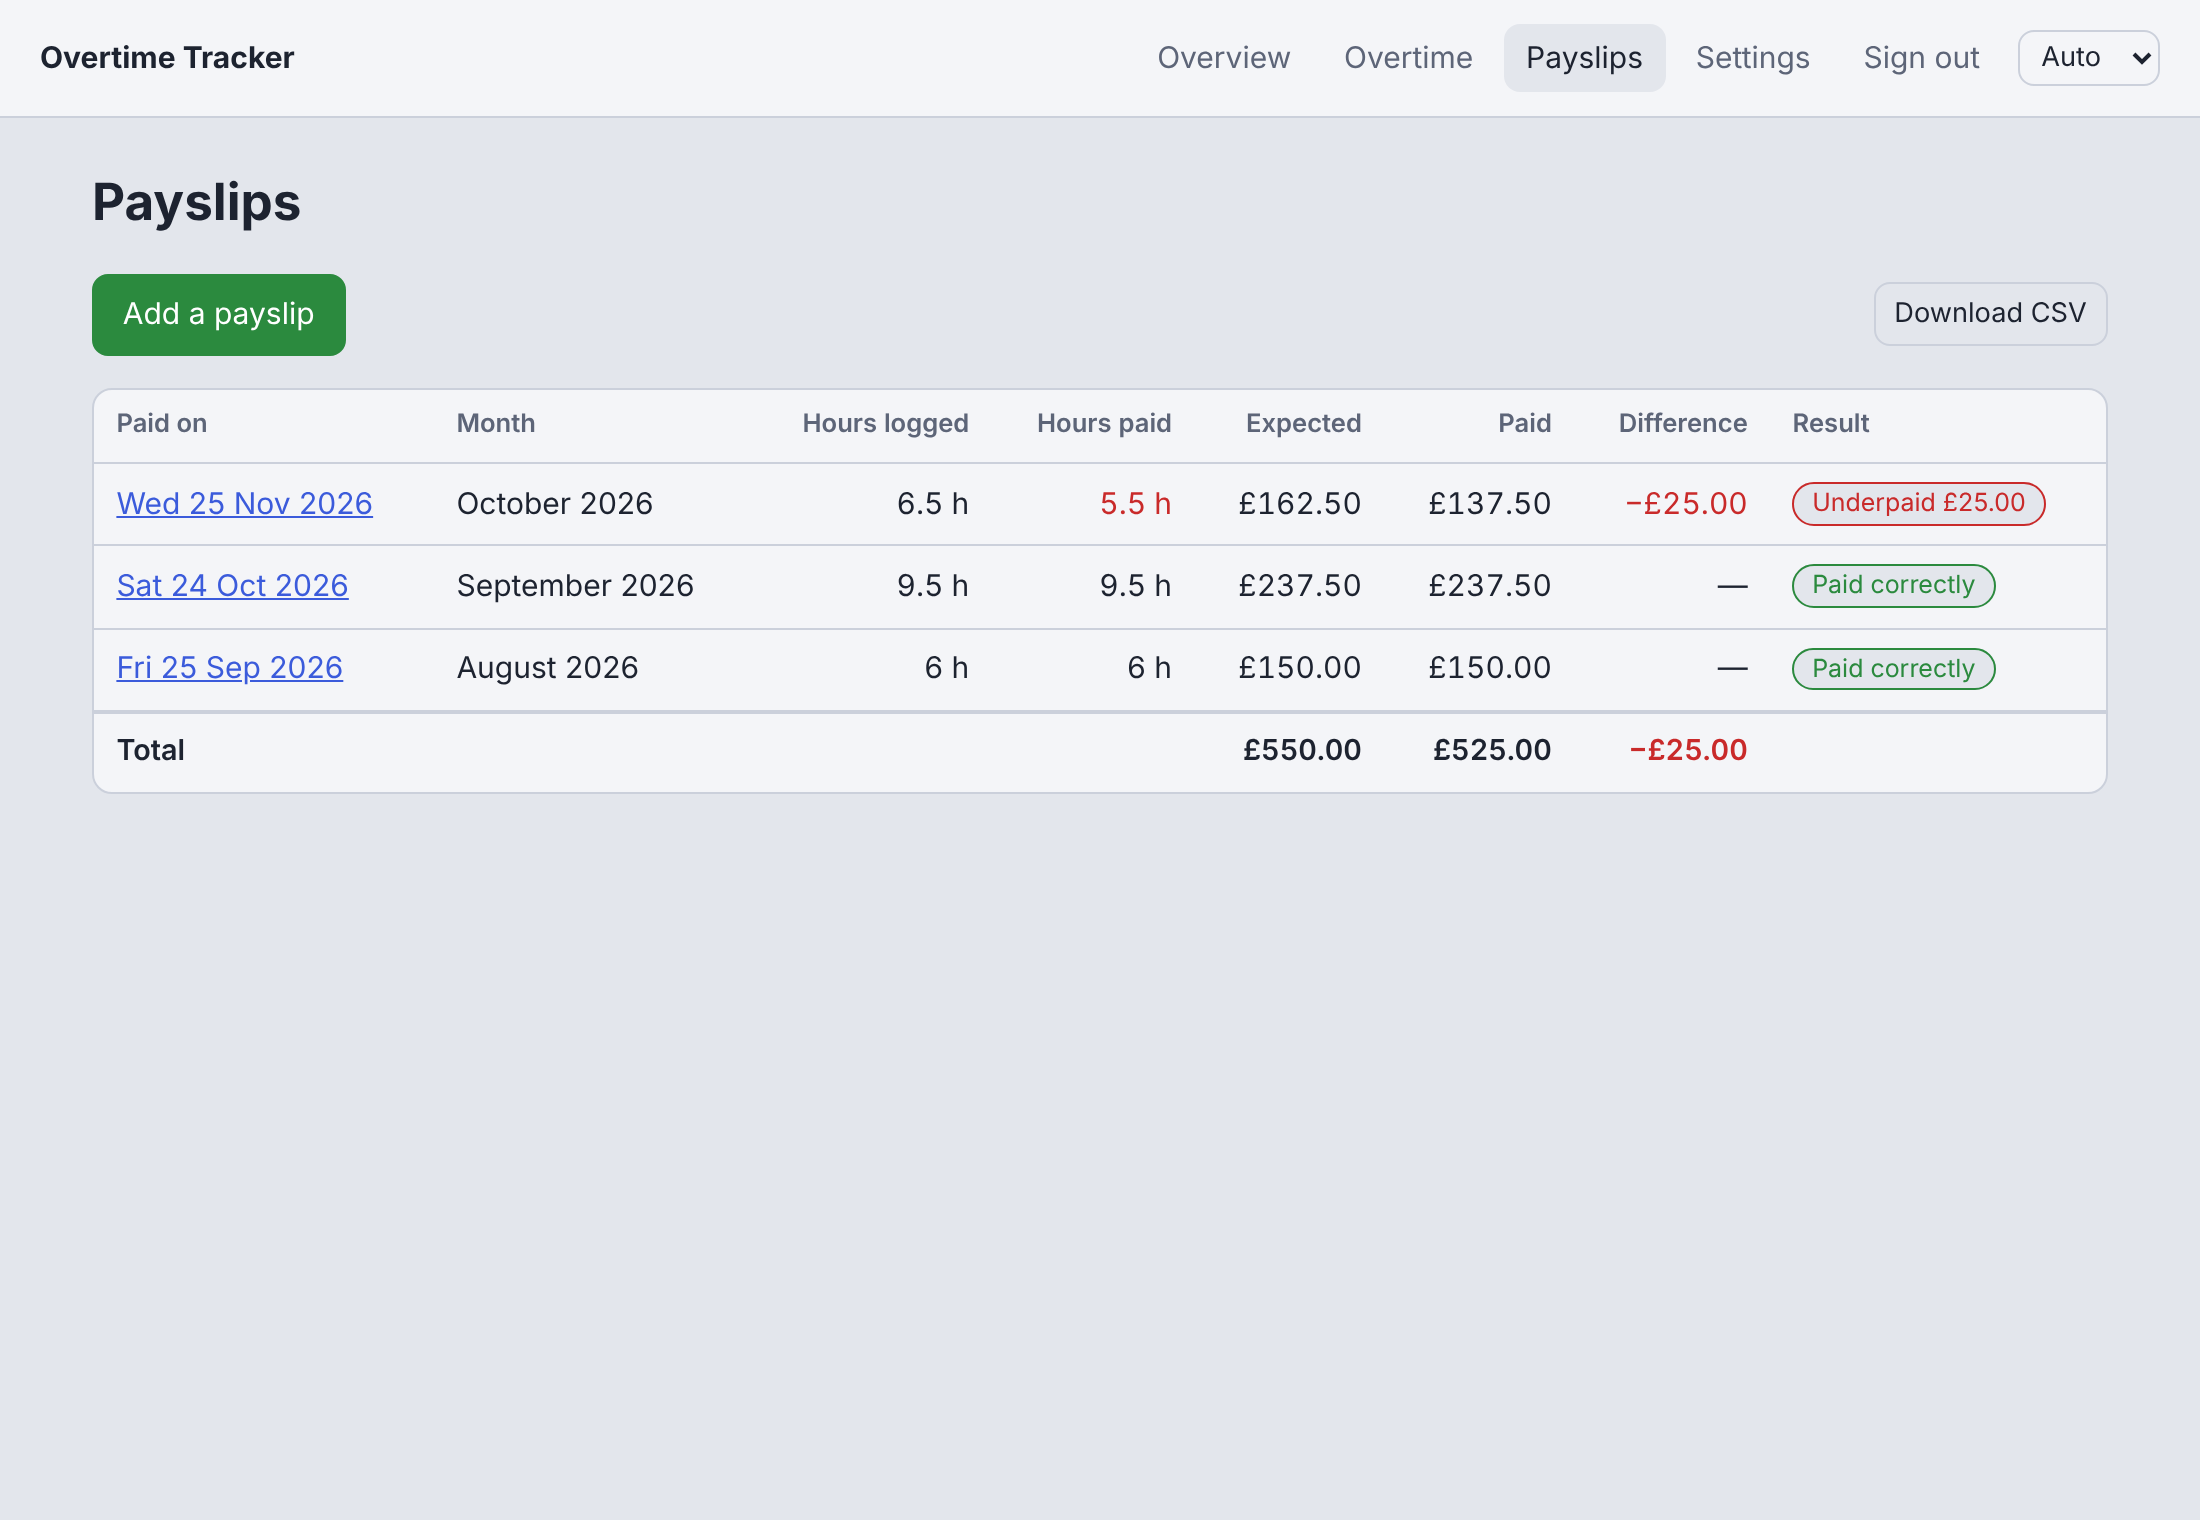 Overtime Tracker Overview Overtime Payslips Settings Sign out Auto
Payslips
Add a payslip Download CSV
Paid on Month Hours logged Hours paid Expected Paid Difference Result
Wed 25 Nov 2026 October 2026 6.5 h 5.5 h £162.50 £137.50 −£25.00 Underpaid £25.00
Sat 24 Oct 2026 September 2026 9.5 h 9.5 h £237.50 £237.50 — Paid correctly
Fri 25 Sep 2026 August 2026 6 h 6 h £150.00 £150.00 — Paid correctly
Total £550.00 £525.00 −£25.00